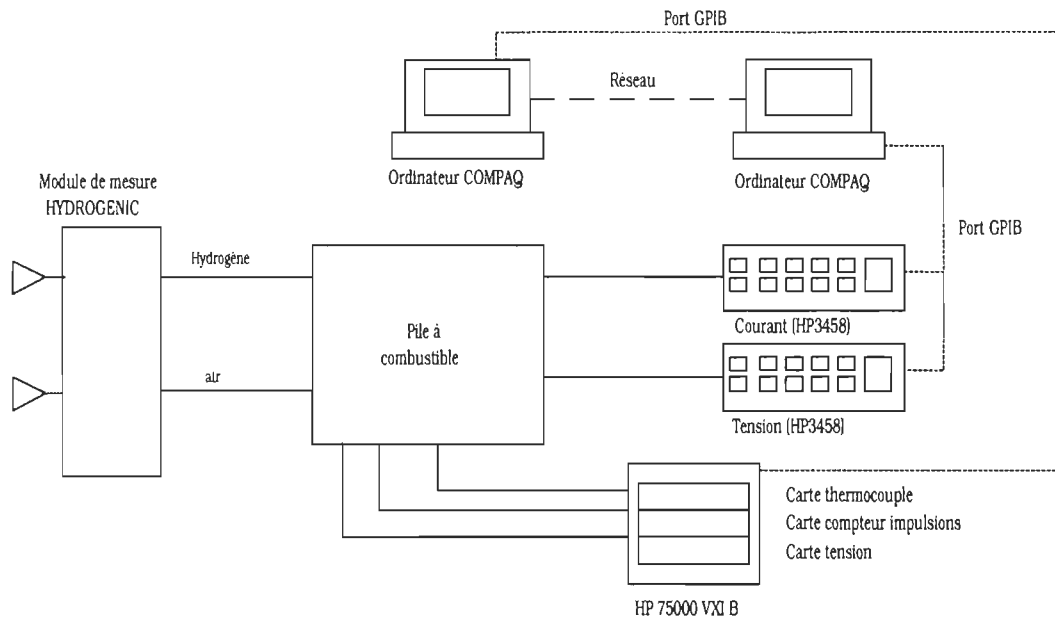 Port GPIB
Réseau
Ordinateur COMPAQ
Ordinateur COMPAQ
Module de mesure
HYDROGENIC
Port GPIB
Hydrogène
Pile à
combustible
Courant (HP3458)
air
Tension (HP3458)
Carte thermocouple
Carte compteur impulsions
Carte tension
HP 75000 VXI B